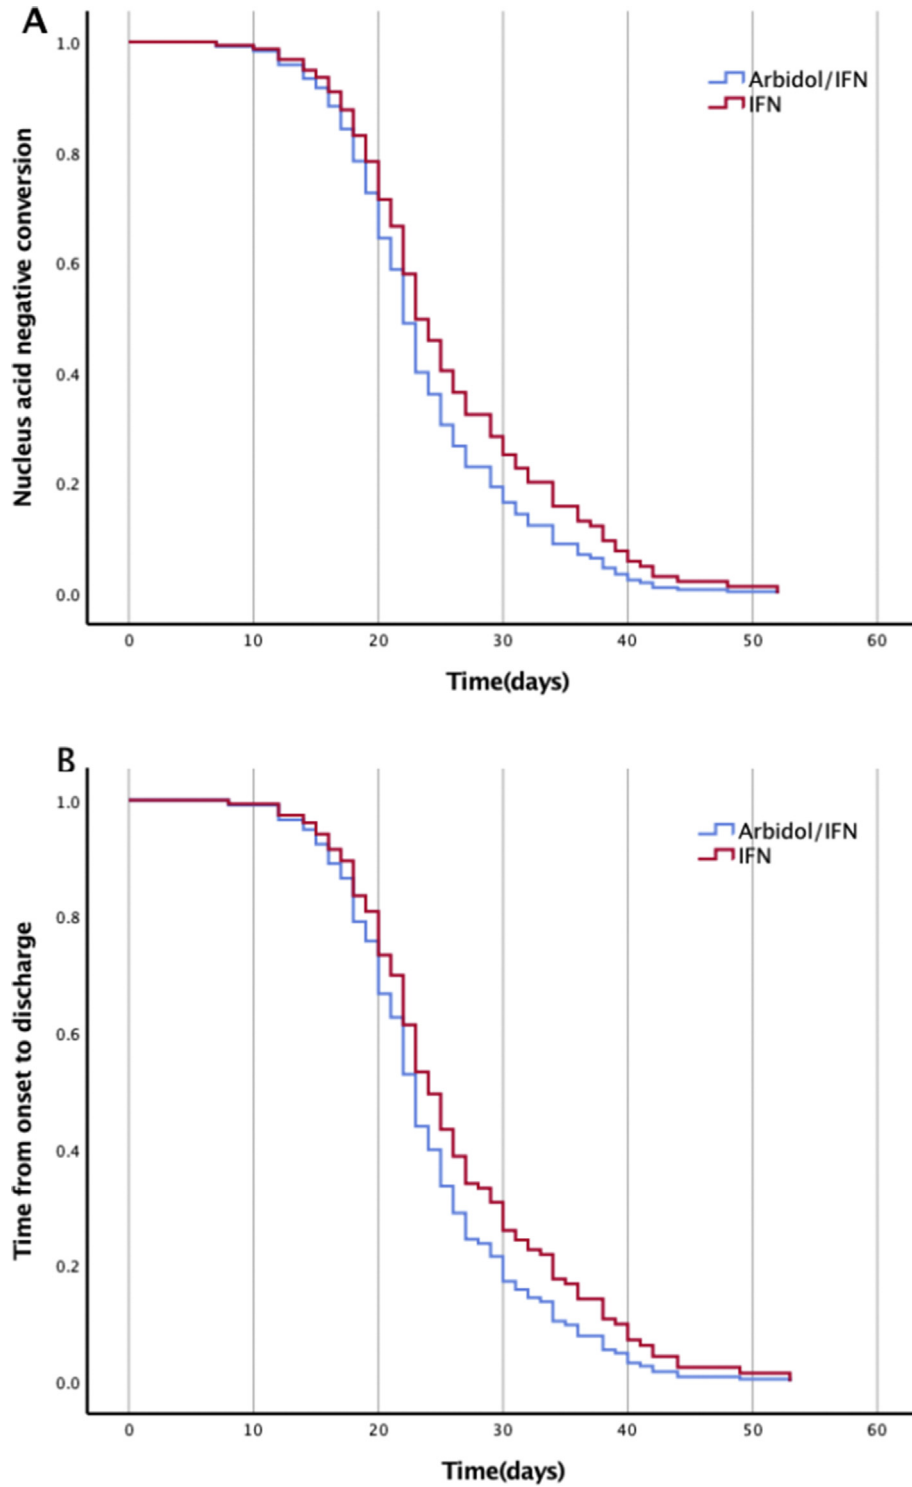 A
Nucleus acid negative conversion
1.0
0.8
0.6
0.4
0.2
0.0
Arbidol/IFN
IFN
0 10 20 30 40 50 60
Time(days)
B
Time from onset to discharge
1.0
0.8
0.6
0.4
0.2
0.0
Arbidol/IFN
IFN
0 10 20 30 40 50 60
Time(days)